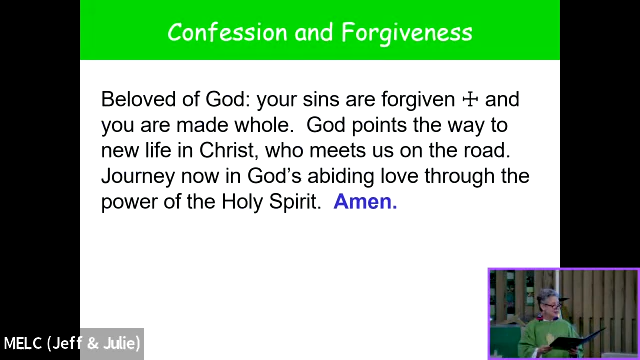 Confession and Forgiveness
Beloved of God: your sins are forgiven ☩ and
you are made whole.  God points the way to
new life in Christ, who meets us on the road.
Journey now in God’s abiding love through the
power of the Holy Spirit.  Amen.
MELC (Jeff & Julie)